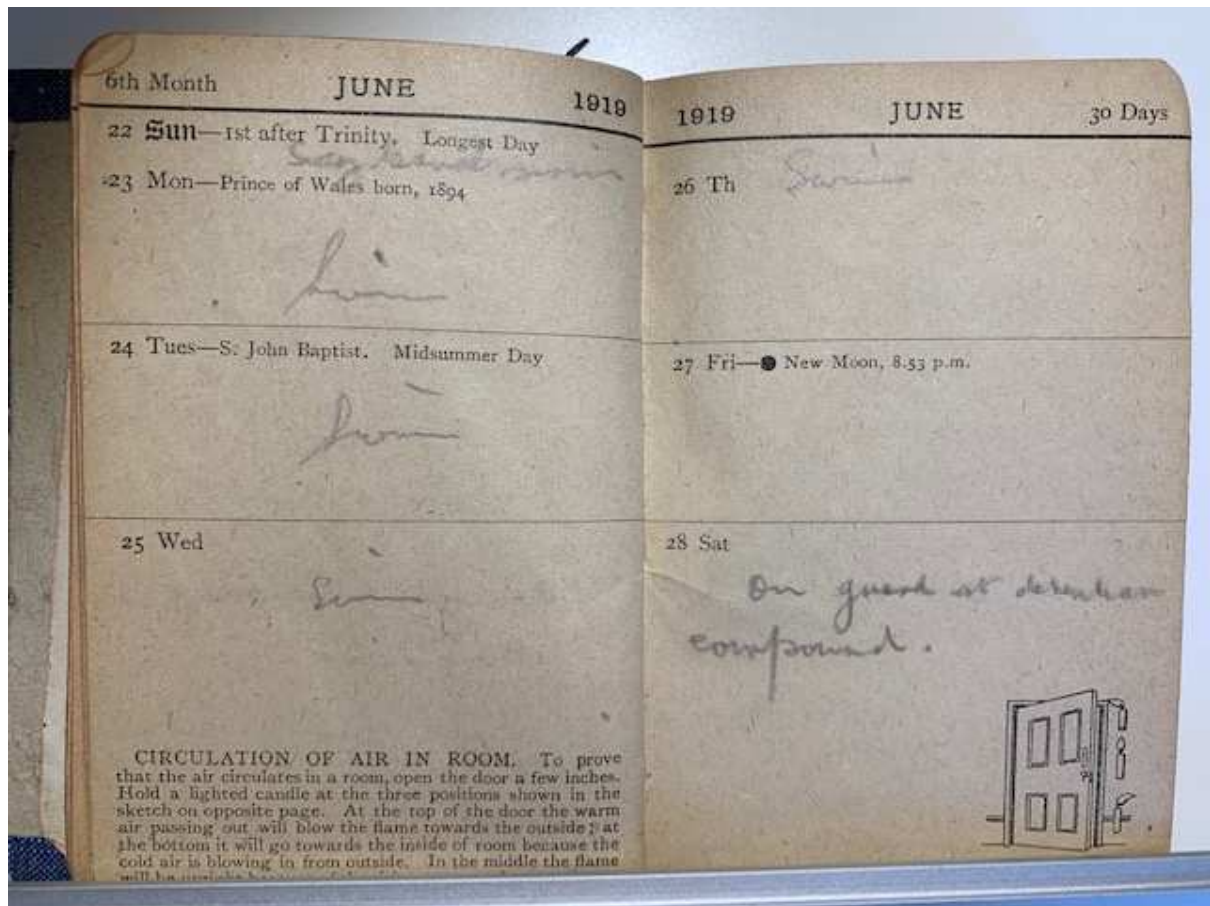 6th Month JUNE 1919
22 Sun—1st after Trinity. Longest Day
23 Mon—Prince of Wales born, 1894
Swim
24 Tues—S. John Baptist. Midsummer Day
Swim
25 Wed
Swim
CIRCULATION OF AIR IN ROOM. To prove
that the air circulates in a room, open the door a few inches.
Hold a lighted candle at the three positions shown in the
sketch on opposite page. At the top of the door the warm
air passing out will blow the flame towards the outside; at
the bottom it will go towards the inside of room because the
cold air is blowing in from outside. In the middle the flame
will be
1919 JUNE 30 Days
26 Th Swim
27 Fri—● New Moon, 8.53 p.m.
28 Sat
On guard at
compound.